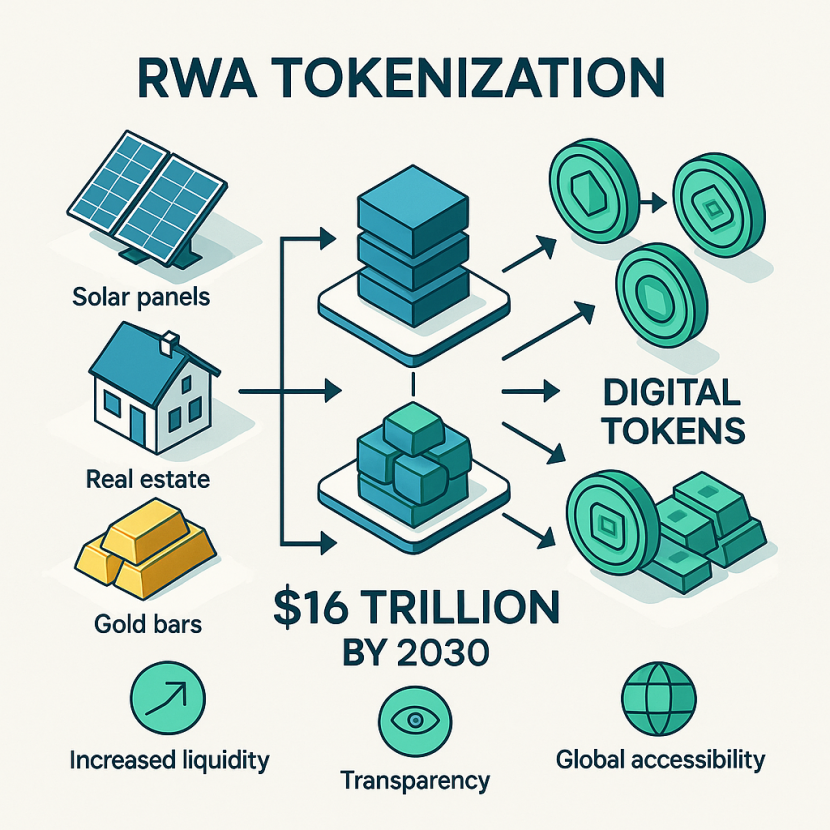 RWA TOKENIZATION
Solar panels
Real estate
Gold bars
DIGITAL
TOKENS
$16 TRILLION
BY 2030
Increased liquidity
Transparency
Global accessibility